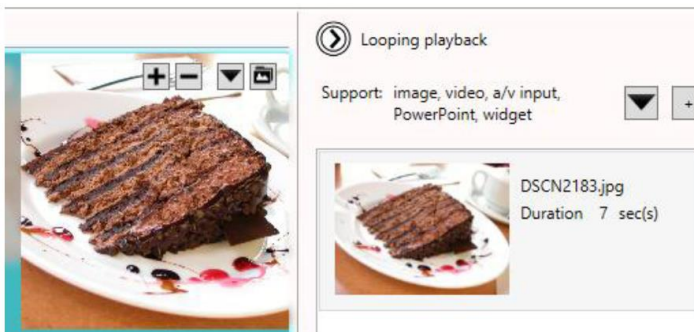 Looping playback
Support: image, video, a/v input,
PowerPoint, widget
DSCN2183.jpg
Duration 7 sec(s)